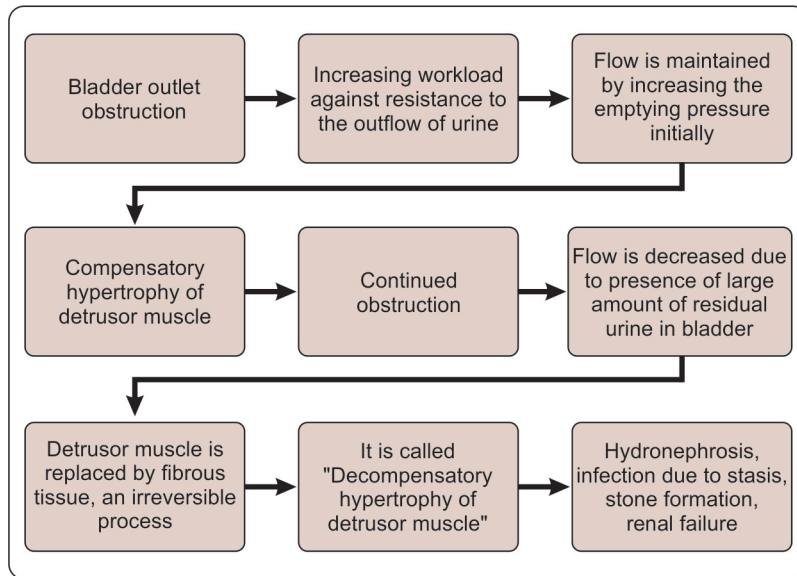 Bladder outlet
obstruction
Increasing workload
against resistance to
the outflow of urine
Flow is maintained
by increasing the
emptying pressure
initially
Compensatory
hypertrophy of
detrusor muscle
Continued
obstruction
Flow is decreased due
to presence of large
amount of residual
urine in bladder
Detrusor muscle is
replaced by fibrous
tissue, an irreversible
process
It is called
"Decompensatory
hypertrophy of
detrusor muscle"
Hydronephrosis,
infection due to stasis,
stone formation,
renal failure